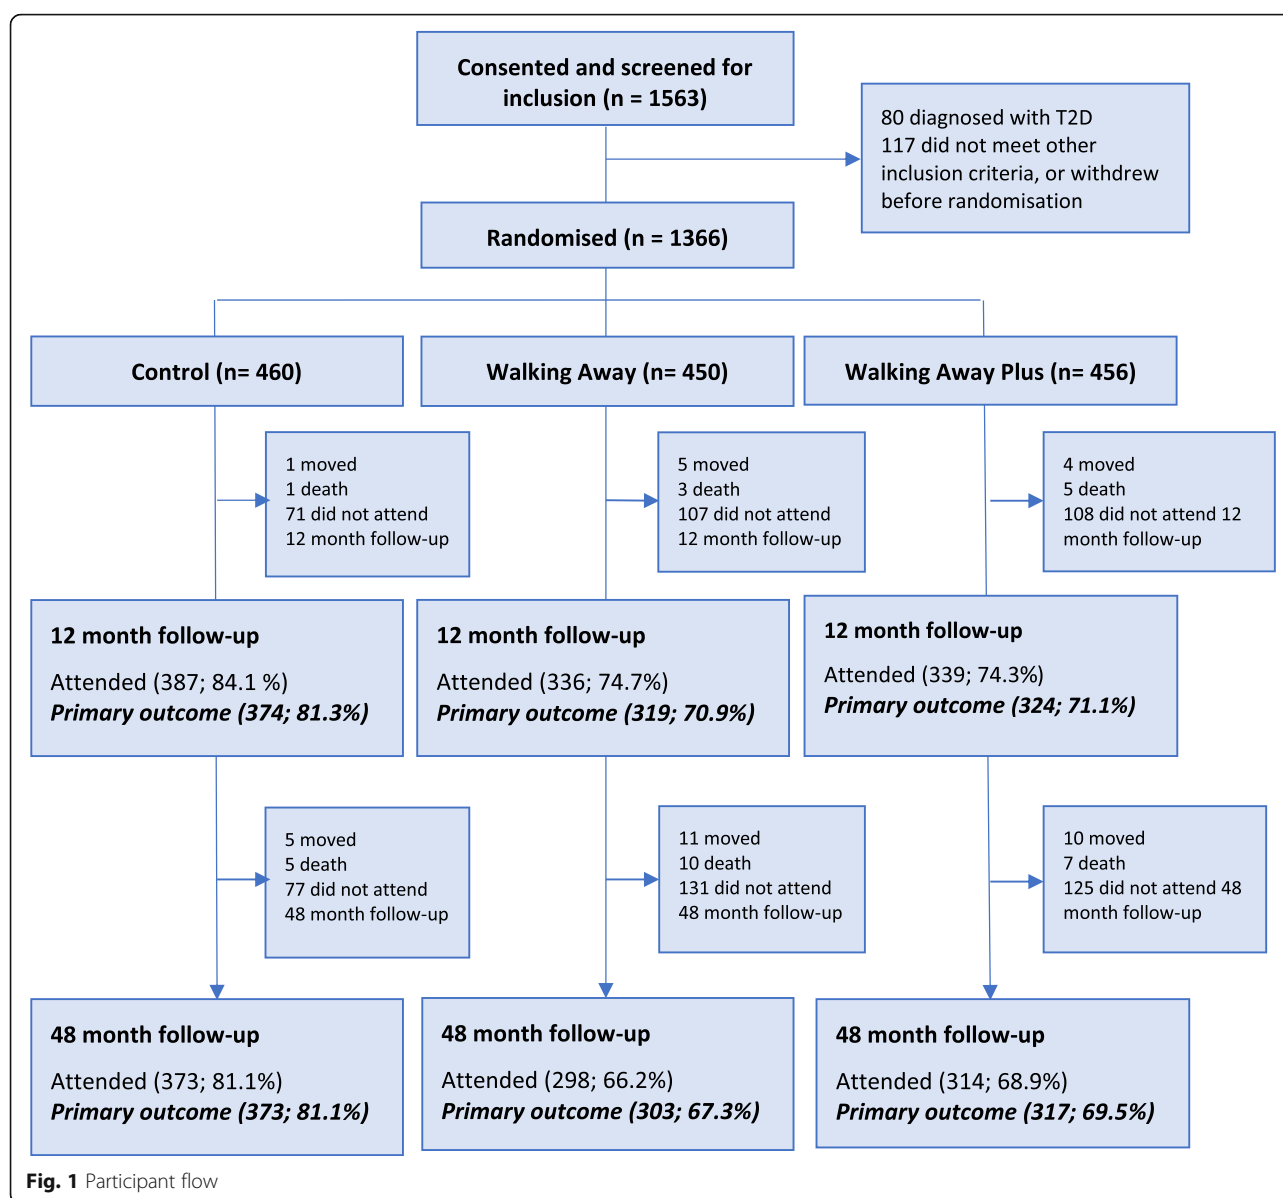 Consented and screened for
inclusion (n = 1563)
80 diagnosed with T2D
117 did not meet other
inclusion criteria, or withdrew
before randomisation
Randomised (n = 1366)
Control (n= 460)
Walking Away (n= 450)
Walking Away Plus (n= 456)
1 moved
1 death
71 did not attend
12 month follow-up
5 moved
3 death
107 did not attend
12 month follow-up
4 moved
5 death
108 did not attend 12
month follow-up
12 month follow-up
Attended (387; 84.1 %)
Primary outcome (374; 81.3%)
12 month follow-up
Attended (336; 74.7%)
Primary outcome (319; 70.9%)
12 month follow-up
Attended (339; 74.3%)
Primary outcome (324; 71.1%)
5 moved
5 death
77 did not attend
48 month follow-up
11 moved
10 death
131 did not attend
48 month follow-up
10 moved
7 death
125 did not attend 48
month follow-up
48 month follow-up
Attended (373; 81.1%)
Primary outcome (373; 81.1%)
48 month follow-up
Attended (298; 66.2%)
Primary outcome (303; 67.3%)
48 month follow-up
Attended (314; 68.9%)
Primary outcome (317; 69.5%)
Fig. 1 Participant flow